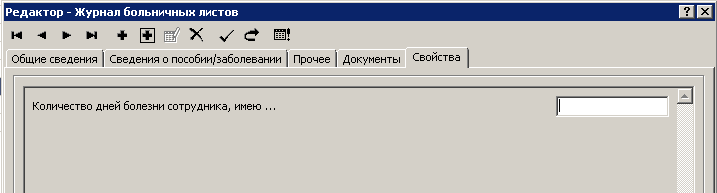 Редактор - Журнал больничных листов
Общие сведения Сведения о пособии/заболевании Прочее Документы Свойства
Количество дней болезни сотрудника, имею ...